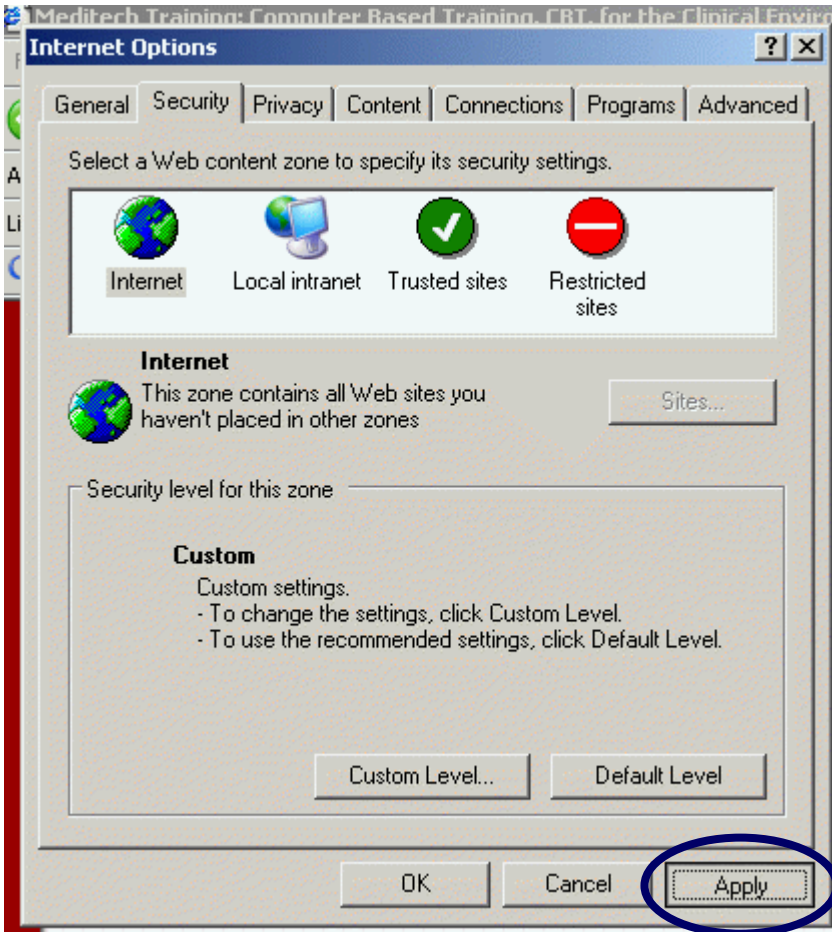 Meditech Training: Computer Based Training, CBT, for the Clinical Enviro
Internet Options
General Security Privacy Content Connections Programs Advanced
Select a Web content zone to specify its security settings.
Internet Local intranet Trusted sites Restricted
sites
Internet
This zone contains all Web sites you
haven't placed in other zones
Sites...
Security level for this zone
Custom
Custom settings.
- To change the settings, click Custom Level.
- To use the recommended settings, click Default Level.
Custom Level... Default Level
OK Cancel Apply
A
Li